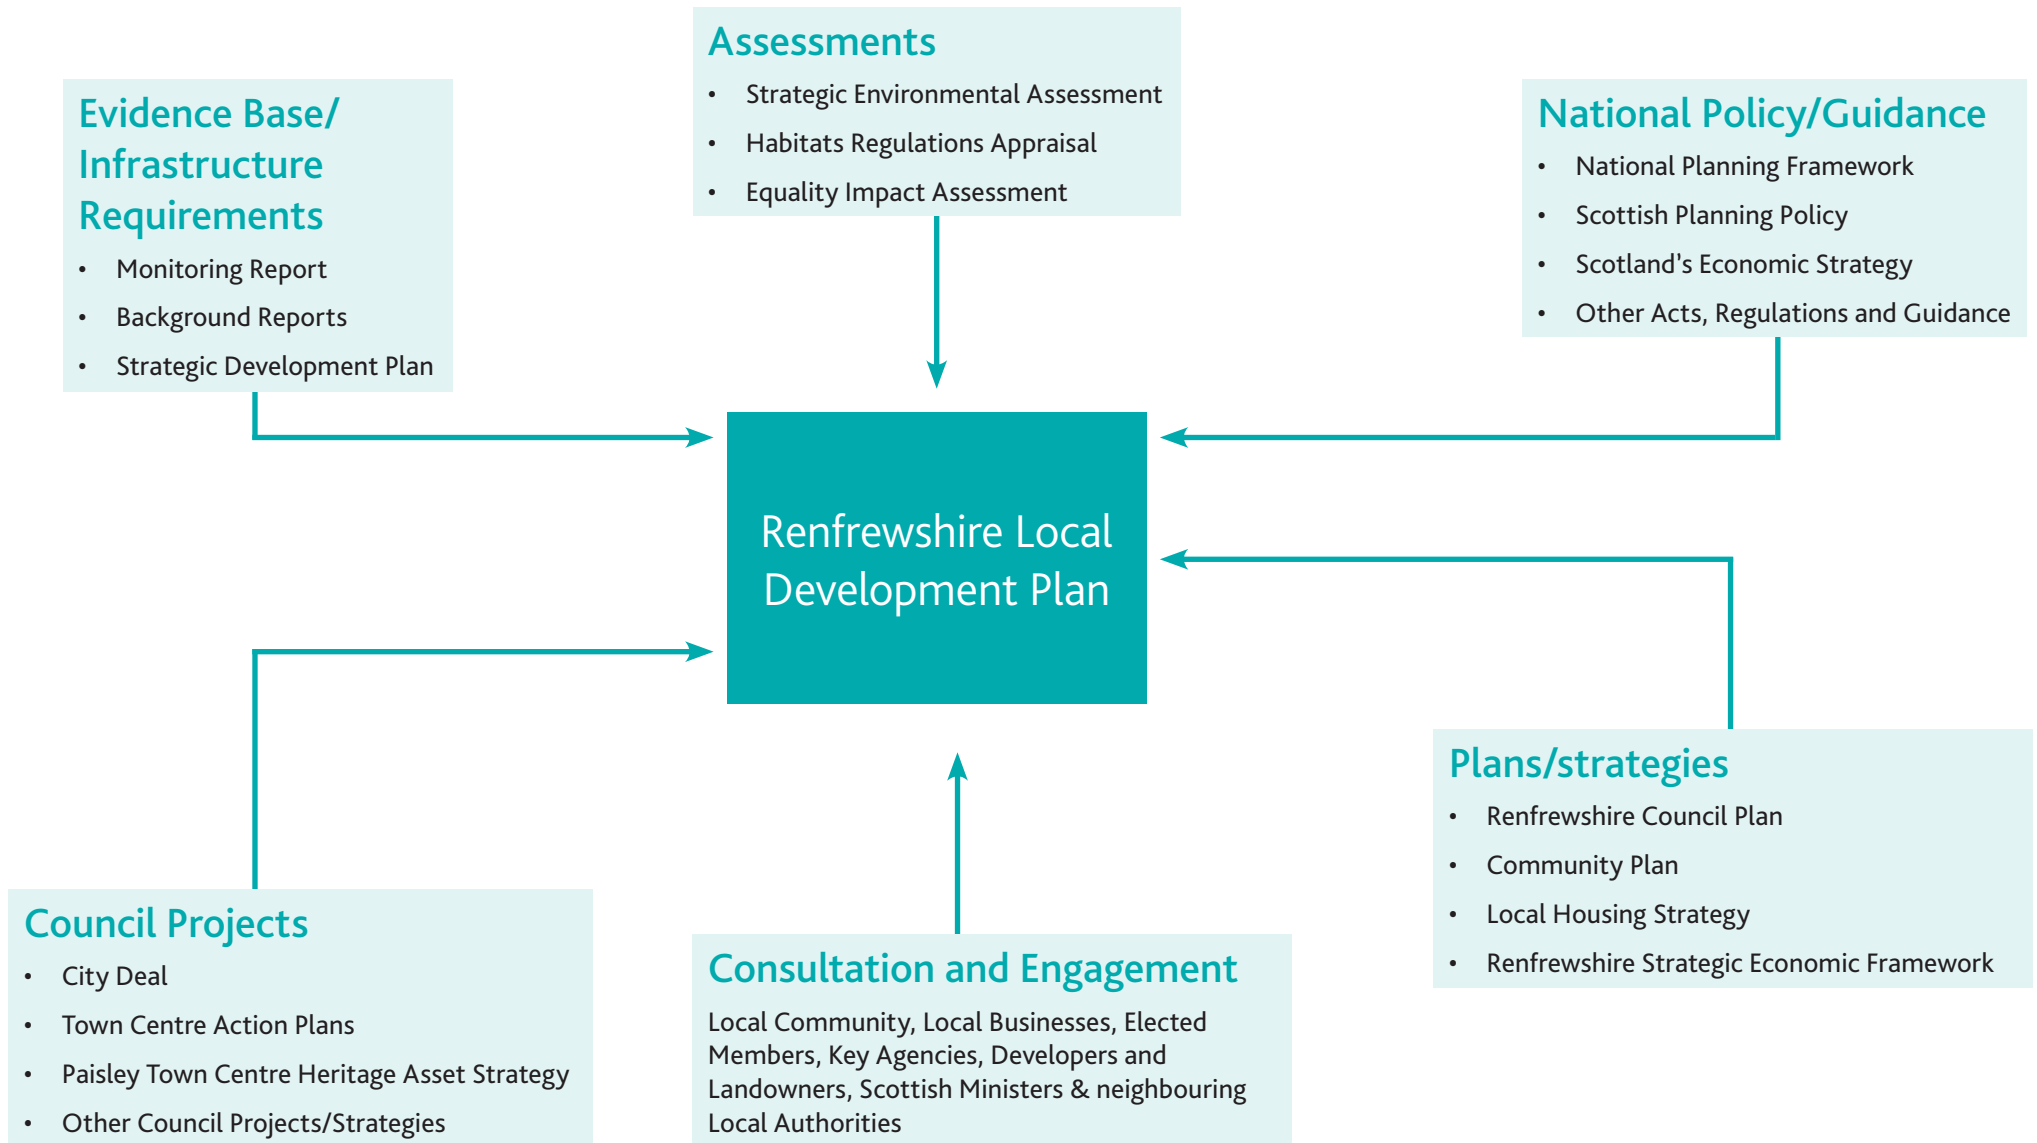 Assessments
• Strategic Environmental Assessment
• Habitats Regulations Appraisal
• Equality Impact Assessment
Evidence Base/
Infrastructure
Requirements
• Monitoring Report
• Background Reports
• Strategic Development Plan
National Policy/Guidance
• National Planning Framework
• Scottish Planning Policy
• Scotland's Economic Strategy
• Other Acts, Regulations and Guidance
Renfrewshire Local
Development Plan
Plans/strategies
• Renfrewshire Council Plan
• Community Plan
• Local Housing Strategy
• Renfrewshire Strategic Economic Framework
Council Projects
• City Deal
• Town Centre Action Plans
• Paisley Town Centre Heritage Asset Strategy
• Other Council Projects/Strategies
Consultation and Engagement
Local Community, Local Businesses, Elected
Members, Key Agencies, Developers and
Landowners, Scottish Ministers & neighbouring
Local Authorities